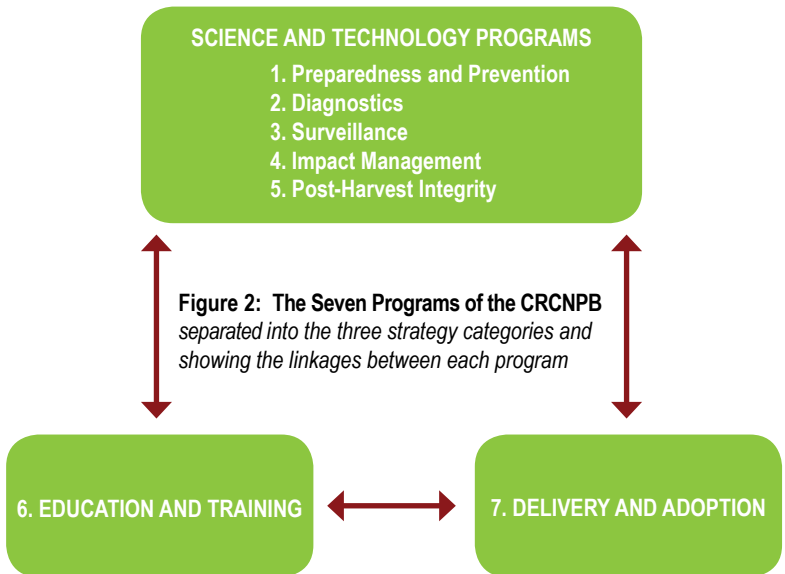 SCIENCE AND TECHNOLOGY PROGRAMS
1. Preparedness and Prevention
2. Diagnostics
3. Surveillance
4. Impact Management
5. Post-Harvest Integrity
Figure 2: The Seven Programs of the CRCNPB
separated into the three strategy categories and
showing the linkages between each program
6. EDUCATION AND TRAINING
7. DELIVERY AND ADOPTION